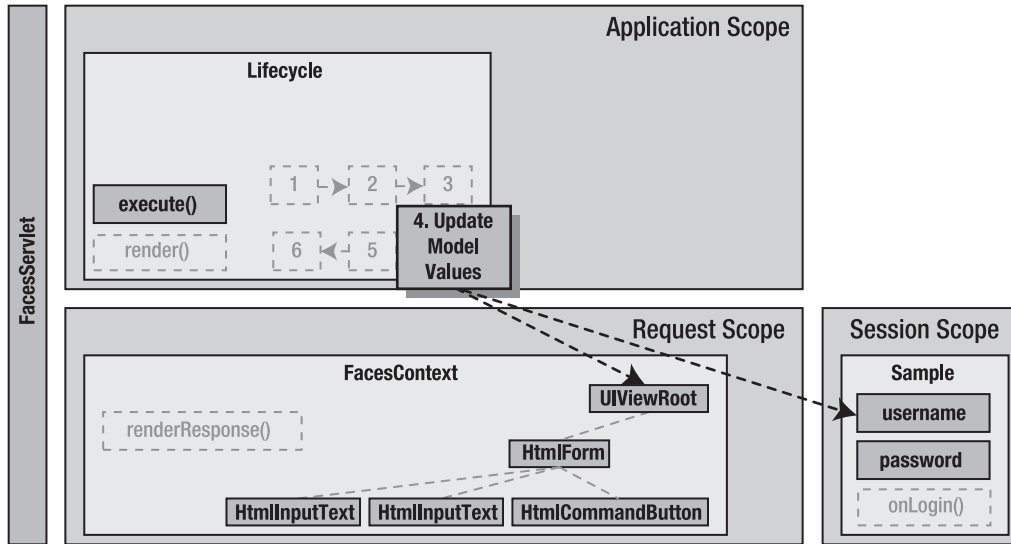 FacesServlet
Application Scope
Lifecycle
1
2
3
execute()
4. Update
Model
Values
render()
6
5
Request Scope
Session Scope
FacesContext
Sample
UIViewRoot
username
renderResponse()
HtmlForm
password
HtmlInputText
HtmlInputText
HtmlCommandButton
onLogin()